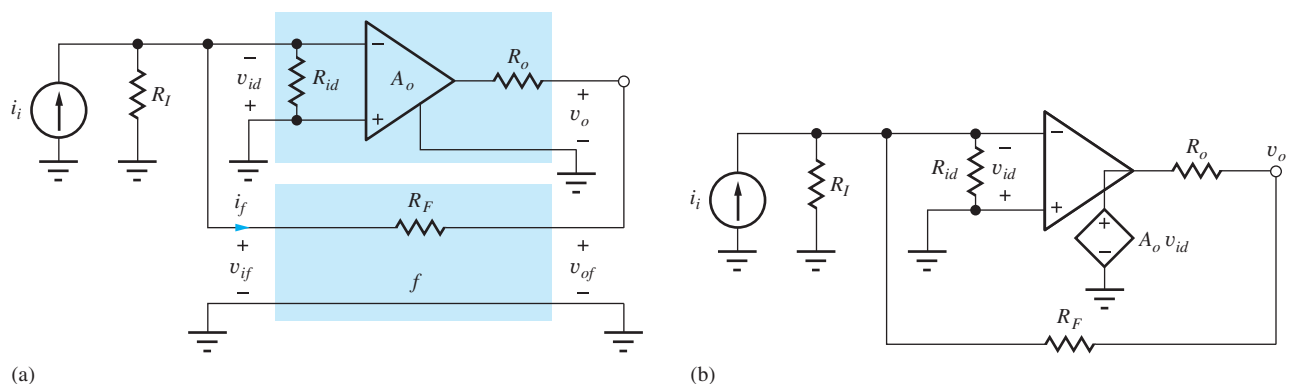 i_i
R_I
−
v_id
+
R_id
−
A_o
+
R_o
+
v_o
−
i_f
R_F
+
v_if
−
f
+
v_of
−
(a)
i_i
R_I
R_id
−
v_id
+
−
+
R_o
v_o
+
−
A_o v_id
R_F
(b)